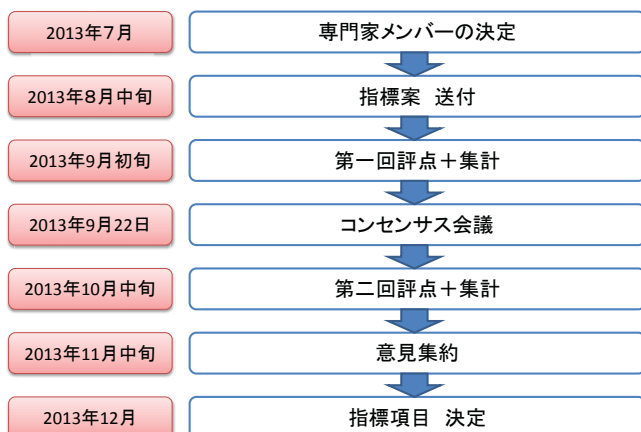 2013年7月
専門家メンバーの決定
2013年8月中旬
指標案 送付
2013年9月初旬
第一回評点＋集計
2013年9月22日
コンセンサス会議
2013年10月中旬
第二回評点＋集計
2013年11月中旬
意見集約
2013年12月
指標項目 決定